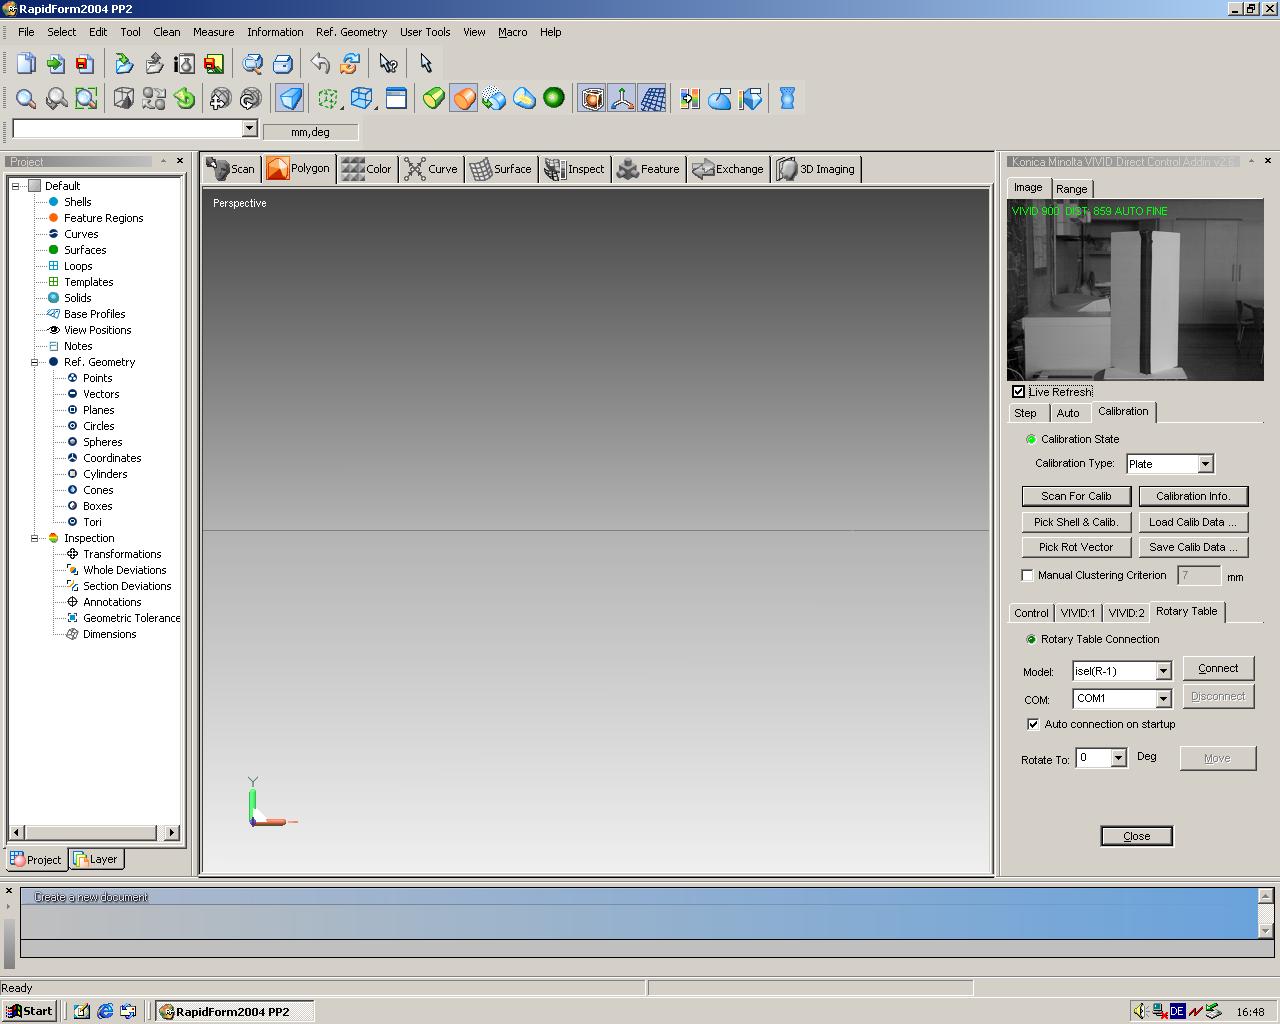 RapidForm2004 PP2
File Select Edit Tool Clean Measure Information Ref. Geometry User Tools View Macro Help
mm,deg
Project
Default
Shells
Feature Regions
Curves
Surfaces
Loops
Templates
Solids
Base Profiles
View Positions
Notes
Ref. Geometry
Points
Vectors
Planes
Circles
Spheres
Coordinates
Cylinders
Cones
Boxes
Tori
Inspection
Transformations
Whole Deviations
Section Deviations
Annotations
Geometric Tolerance
Dimensions
Project Layer
Scan Polygon Color Curve Surface Inspect Feature Exchange 3D Imaging
Perspective
Y
Konica Minolta VIVID Direct Control Addin v2.6
Image Range
VIVID 900 DIST: 859 AUTO FINE
Live Refresh
Step Auto Calibration
Calibration State
Calibration Type: Plate
Scan For Calib Calibration Info.
Pick Shell & Calib. Load Calib Data ...
Pick Rot Vector Save Calib Data ...
Manual Clustering Criterion 7 mm
Control VIVID:1 VIVID:2 Rotary Table
Rotary Table Connection
Model: isel(R-1) Connect
COM: COM1 Disconnect
Auto connection on startup
Rotate To: 0 Deg Move
Close
Create a new document
Ready
Start RapidForm2004 PP2 DE 16:48